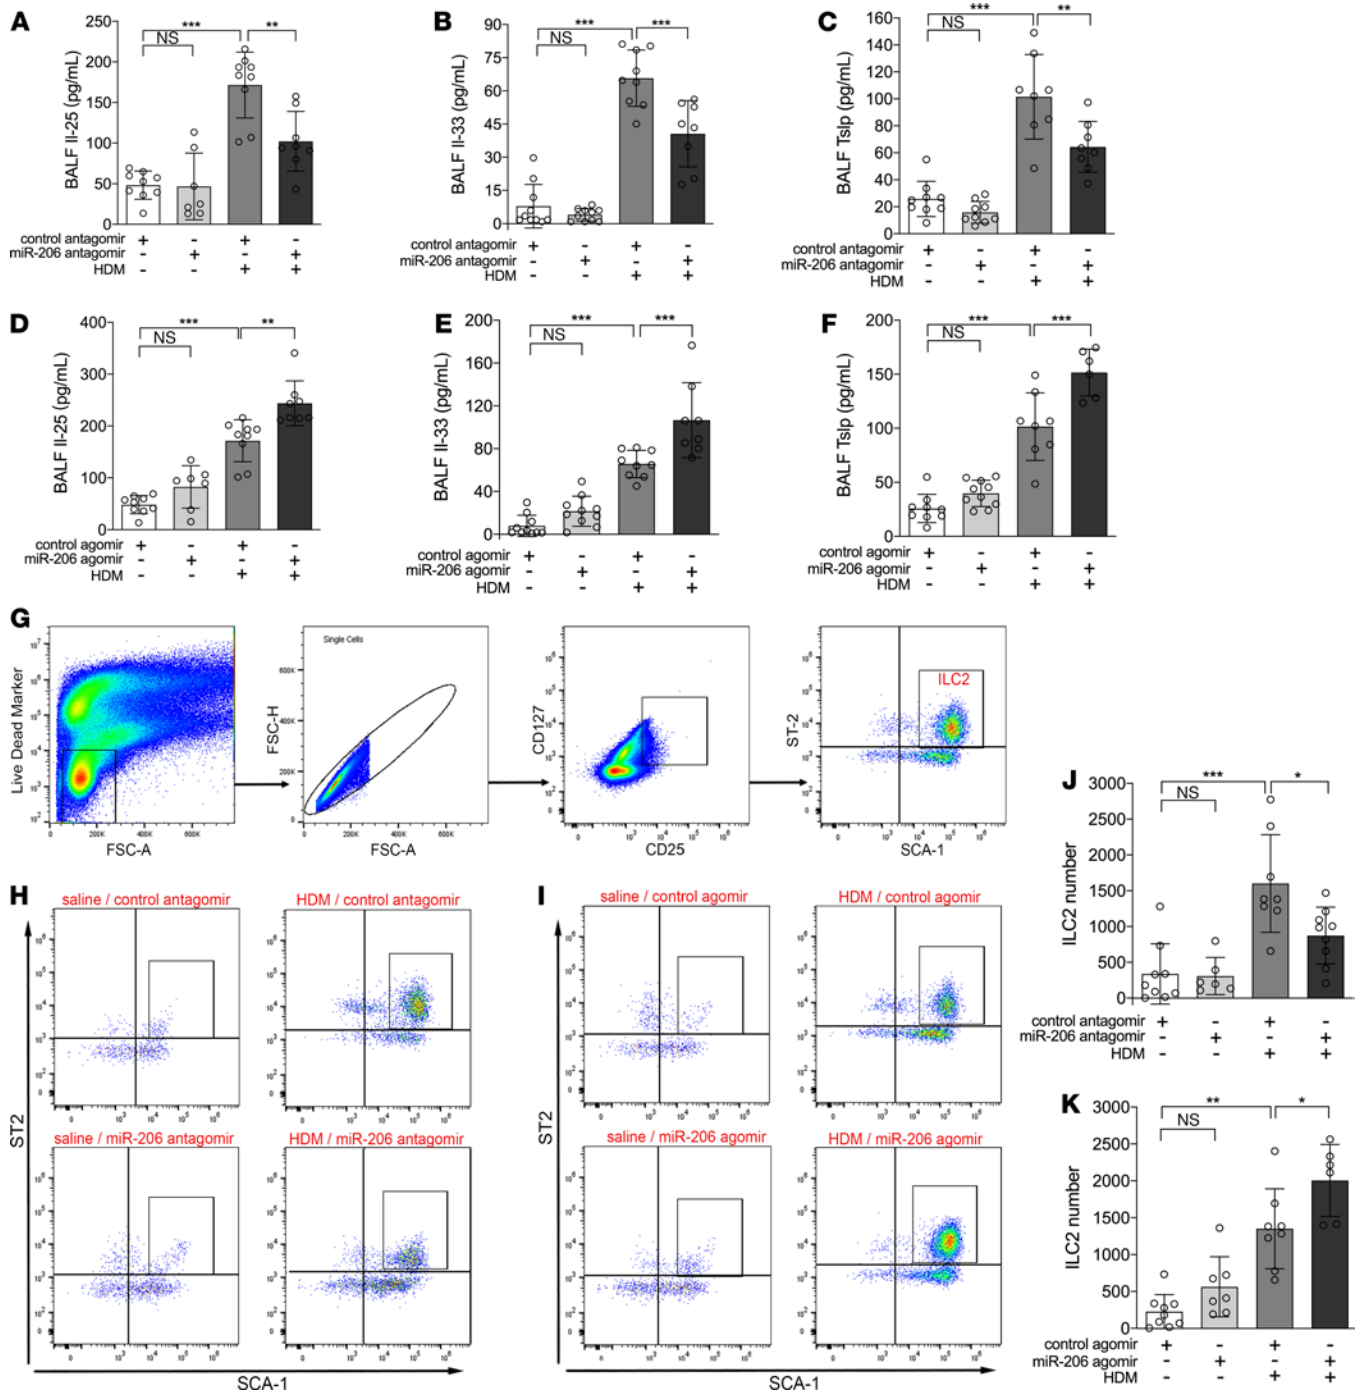 A
BALF Il-25 (pg/mL)
250
200
150
100
50
0
NS
***
**
control antagomir + - + -
miR-206 antagomir - + - +
HDM - - + +
B
BALF Il-33 (pg/mL)
90
75
60
45
30
15
0
NS
***
***
control antagomir + - + -
miR-206 antagomir - + - +
HDM - - + +
C
BALF Tslp (pg/mL)
160
140
120
100
80
60
40
20
0
NS
***
**
control antagomir + - + -
miR-206 antagomir - + - +
HDM - - + +
D
BALF Il-25 (pg/mL)
400
300
200
100
0
NS
***
**
control agomir + - + -
miR-206 agomir - + - +
HDM - - + +
E
BALF Il-33 (pg/mL)
200
160
120
80
40
0
NS
***
***
control agomir + - + -
miR-206 agomir - + - +
HDM - - + +
F
BALF Tslp (pg/mL)
200
150
100
50
0
NS
***
***
control agomir + - + -
miR-206 agomir - + - +
HDM - - + +
G
Live Dead Marker
FSC-A
Single Cells
FSC-H
FSC-A
CD127
CD25
ILC2
ST-2
SCA-1
H
saline / control antagomir
HDM / control antagomir
saline / miR-206 antagomir
HDM / miR-206 antagomir
ST2
SCA-1
I
saline / control agomir
HDM / control agomir
saline / miR-206 agomir
HDM / miR-206 agomir
ST2
SCA-1
J
ILC2 number
3000
2500
2000
1500
1000
500
0
NS
***
*
control antagomir + - + -
miR-206 antagomir - + - +
HDM - - + +
K
ILC2 number
3000
2500
2000
1500
1000
500
0
NS
**
*
control agomir + - + -
miR-206 agomir - + - +
HDM - - + +